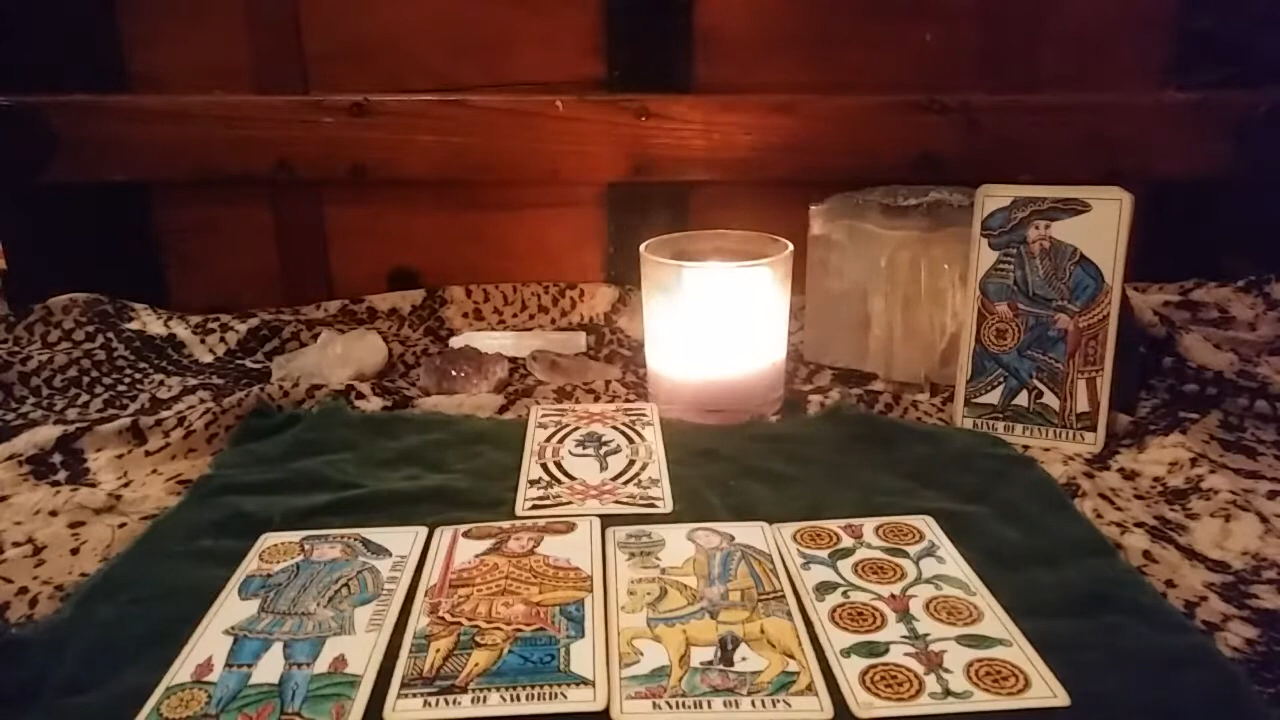 KING OF PENTACLES
PAGE OF PENTACLES
KING OF SWORDS
KNIGHT OF CUPS